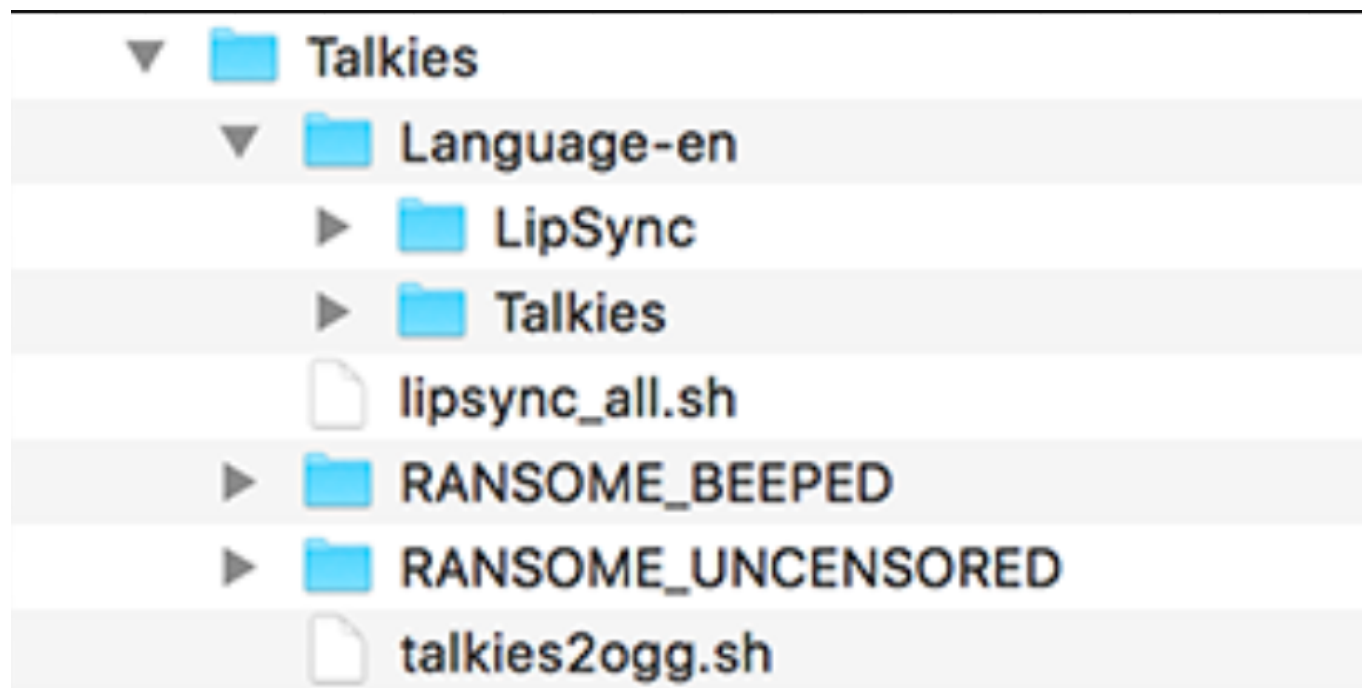 Talkies
Language-en
LipSync
Talkies
lipsync_all.sh
RANSOME_BEEPED
RANSOME_UNCENSORED
talkies2ogg.sh